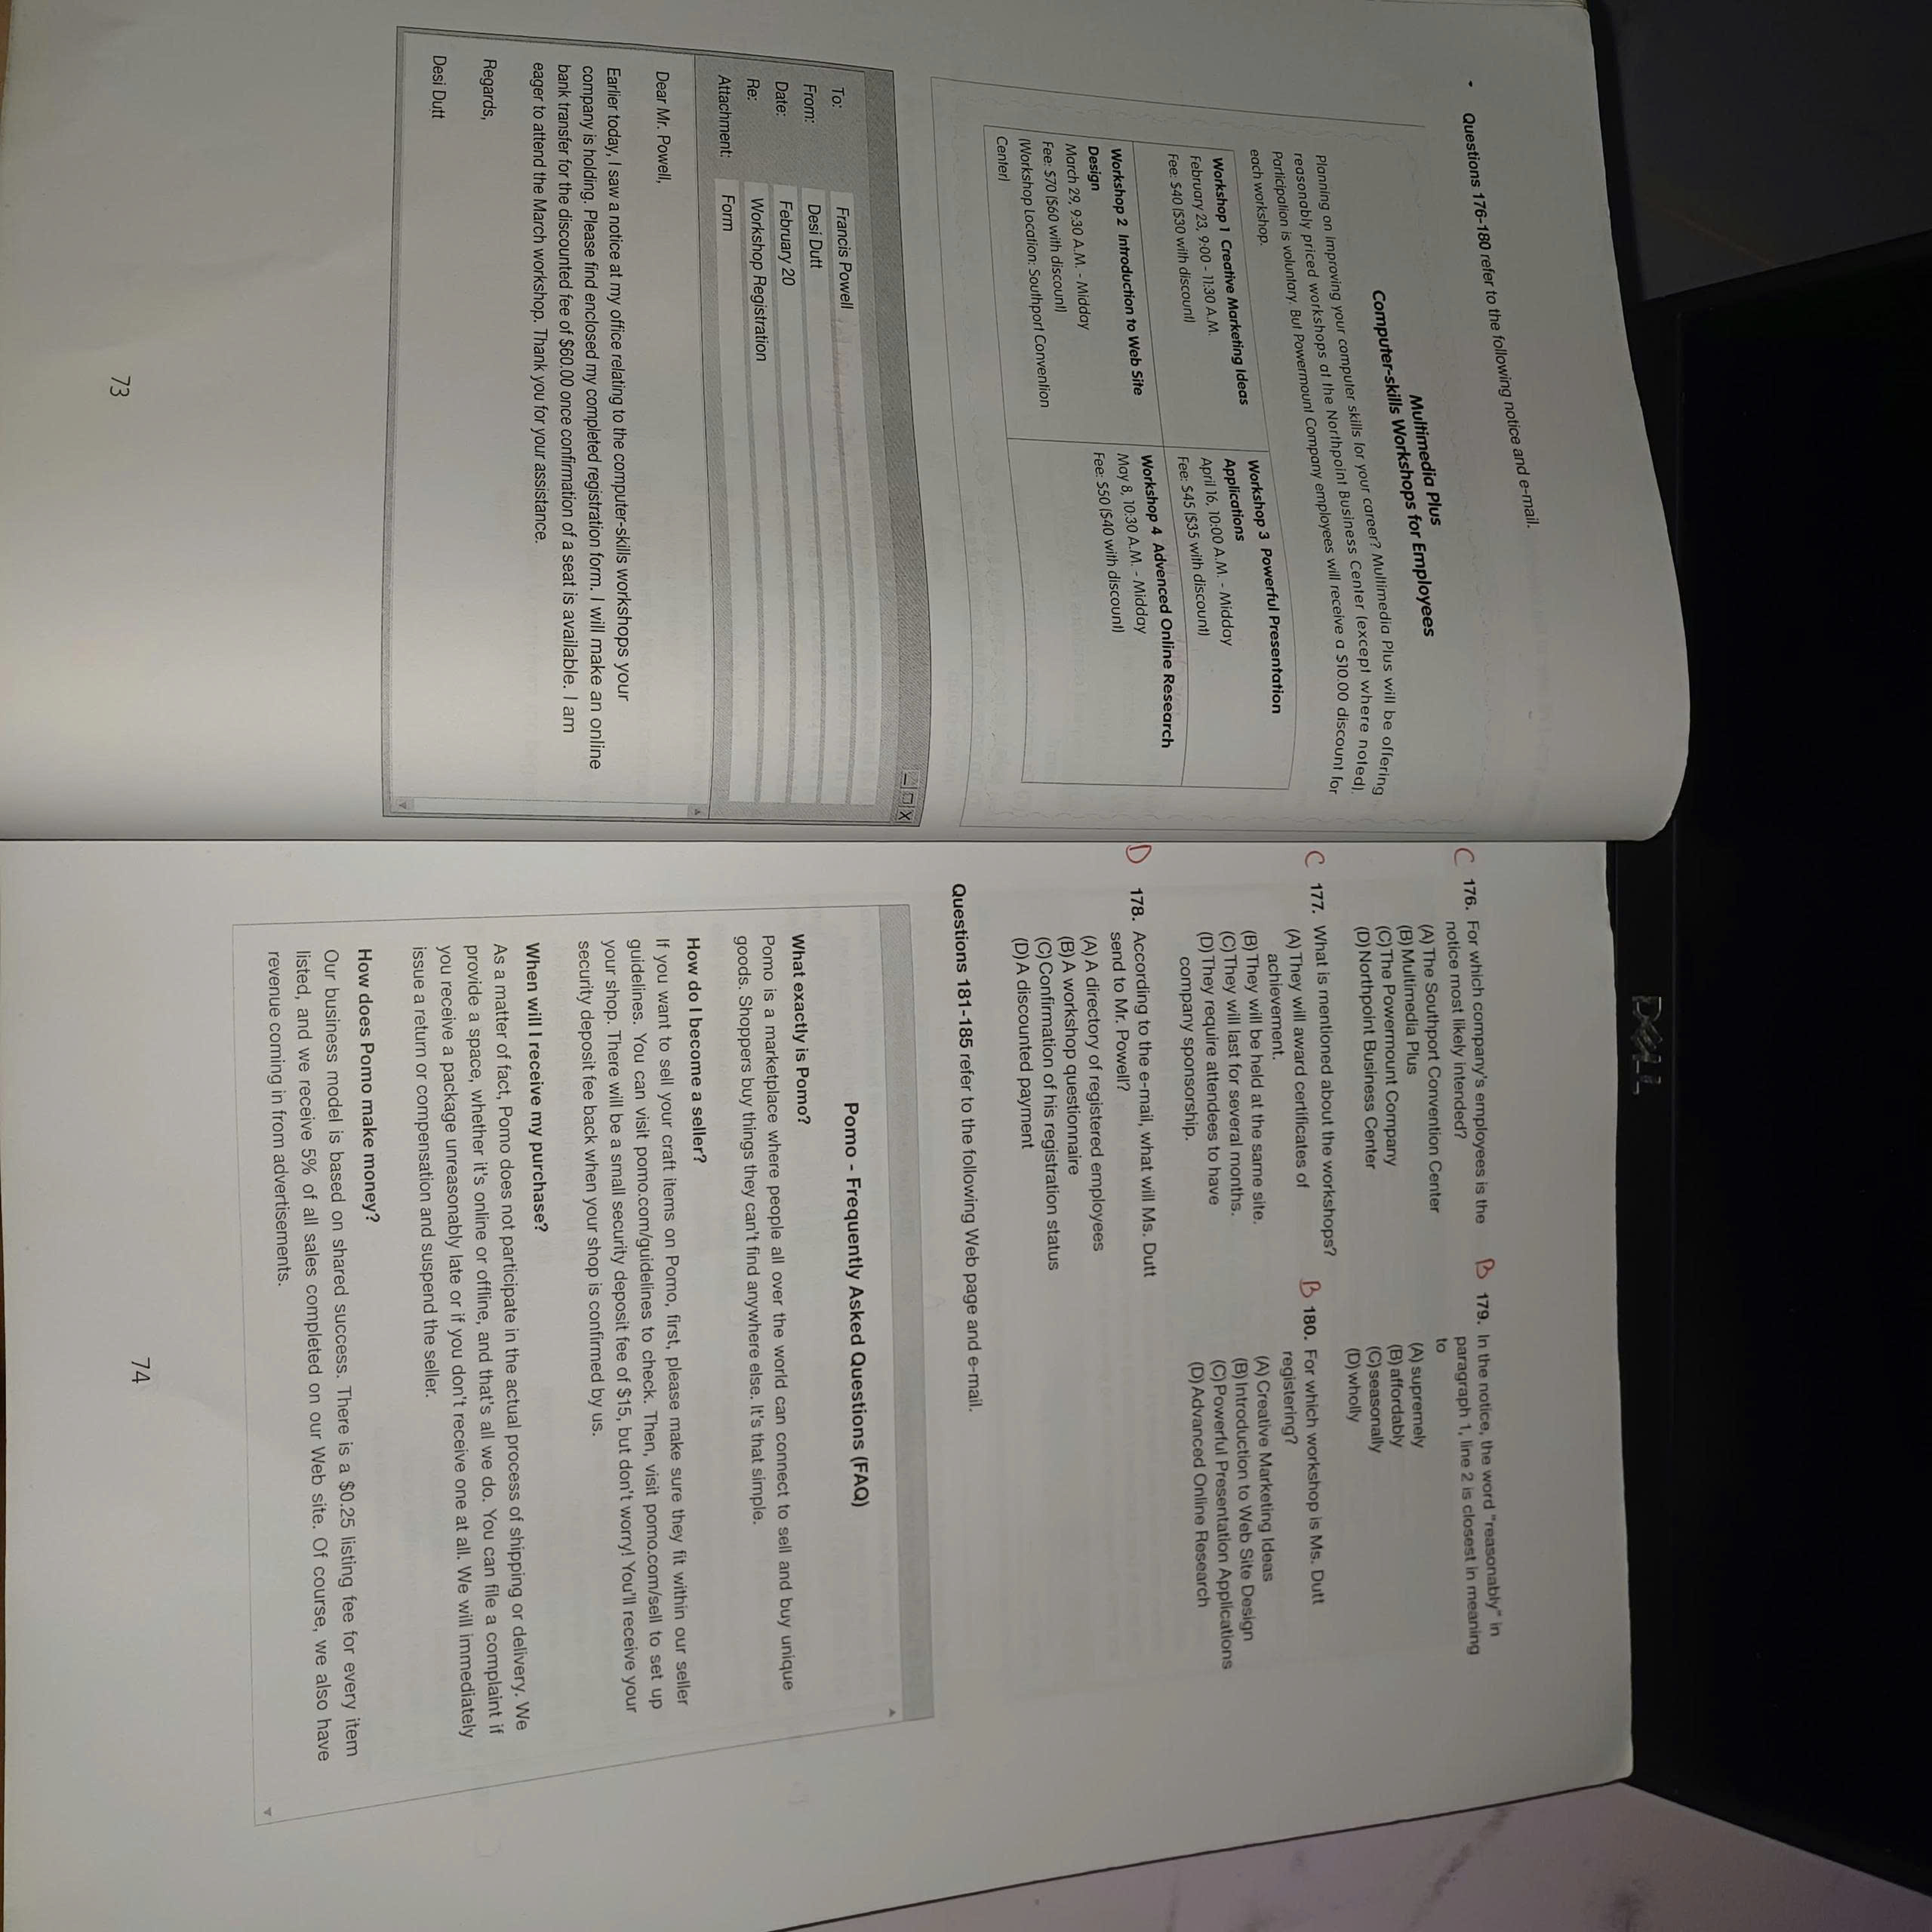 Questions 176-180 refer to the following notice and e-mail.
Multimedia Plus
Computer-skills Workshops for Employees
Planning on improving your computer skills for your career? Multimedia Plus will be offering
reasonably priced workshops at the Northpoint Business Center (except where noted).
Participation is voluntary. But Powermount Company employees will receive a $10.00 discount for
each workshop.
Workshop 1 Creative Marketing Ideas
February 23, 9:00 - 11:30 A.M.
Fee: $40 ($30 with discount)
Workshop 3 Powerful Presentation
Applications
April 16, 10:00 A.M. - Midday
Fee: $45 ($35 with discount)
Workshop 2 Introduction to Web Site
Design
March 29, 9:30 A.M. - Midday
Fee: $70 ($60 with discount)
(Workshop Location: Southport Convention
Center)
Workshop 4 Advenced Online Research
May 8, 10:30 A.M. - Midday
Fee: $50 ($40 with discount)
To: Francis Powell
From: Desi Dutt
Date: February 20
Re: Workshop Registration
Attachment: Form
Dear Mr. Powell,
Earlier today, I saw a notice at my office relating to the computer-skills workshops your
company is holding. Please find enclosed my completed registration form. I will make an online
bank transfer for the discounted fee of $60.00 once confirmation of a seat is available. I am
eager to attend the March workshop. Thank you for your assistance.
Regards,
Desi Dutt
73
C 176. For which company's employees is the
notice most likely intended?
(A) The Southport Convention Center
(B) Multimedia Plus
(C) The Powermount Company
(D) Northpoint Business Center
C 177. What is mentioned about the workshops?
(A) They will award certificates of
achievement.
(B) They will be held at the same site.
(C) They will last for several months.
(D) They require attendees to have
company sponsorship.
D 178. According to the e-mail, what will Ms. Dutt
send to Mr. Powell?
(A) A directory of registered employees
(B) A workshop questionnaire
(C) Confirmation of his registration status
(D) A discounted payment
B 179. In the notice, the word "reasonably" in
paragraph 1, line 2 is closest in meaning
to
(A) supremely
(B) affordably
(C) seasonally
(D) wholly
B 180. For which workshop is Ms. Dutt
registering?
(A) Creative Marketing Ideas
(B) Introduction to Web Site Design
(C) Powerful Presentation Applications
(D) Advanced Online Research
Questions 181-185 refer to the following Web page and e-mail.
Pomo - Frequently Asked Questions (FAQ)
What exactly is Pomo?
Pomo is a marketplace where people all over the world can connect to sell and buy unique
goods. Shoppers buy things they can't find anywhere else. It's that simple.
How do I become a seller?
If you want to sell your craft items on Pomo, first, please make sure they fit within our seller
guidelines. You can visit pomo.com/guidelines to check. Then, visit pomo.com/sell to set up
your shop. There will be a small security deposit fee of $15, but don't worry! You'll receive your
security deposit fee back when your shop is confirmed by us.
When will I receive my purchase?
As a matter of fact, Pomo does not participate in the actual process of shipping or delivery. We
provide a space, whether it's online or offline, and that's all we do. You can file a complaint if
you receive a package unreasonably late or if you don't receive one at all. We will immediately
issue a return or compensation and suspend the seller.
How does Pomo make money?
Our business model is based on shared success. There is a $0.25 listing fee for every item
listed, and we receive 5% of all sales completed on our Web site. Of course, we also have
revenue coming in from advertisements.
74
DELL